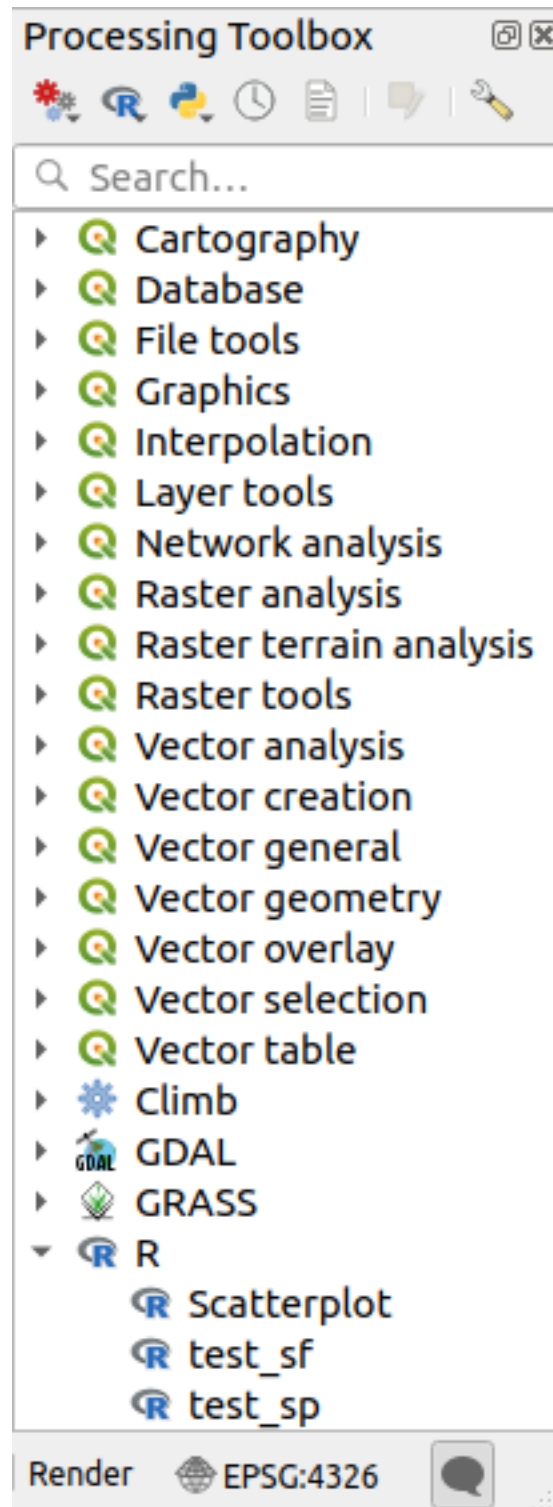 Processing Toolbox
Search...
Cartography
Database
File tools
Graphics
Interpolation
Layer tools
Network analysis
Raster analysis
Raster terrain analysis
Raster tools
Vector analysis
Vector creation
Vector general
Vector geometry
Vector overlay
Vector selection
Vector table
Climb
GDAL GDAL
GRASS
R R
R Scatterplot
R test_sf
R test_sp
Render EPSG:4326